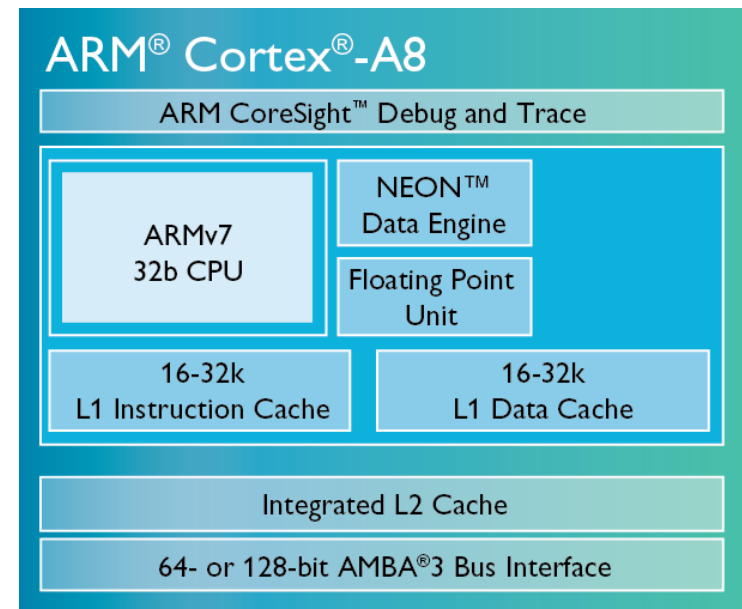 ARM® Cortex®-A8
ARM CoreSight™ Debug and Trace
ARMv7
32b CPU
NEON™
Data Engine
Floating Point
Unit
16-32k
L1 Instruction Cache
16-32k
L1 Data Cache
Integrated L2 Cache
64- or 128-bit AMBA®3 Bus Interface